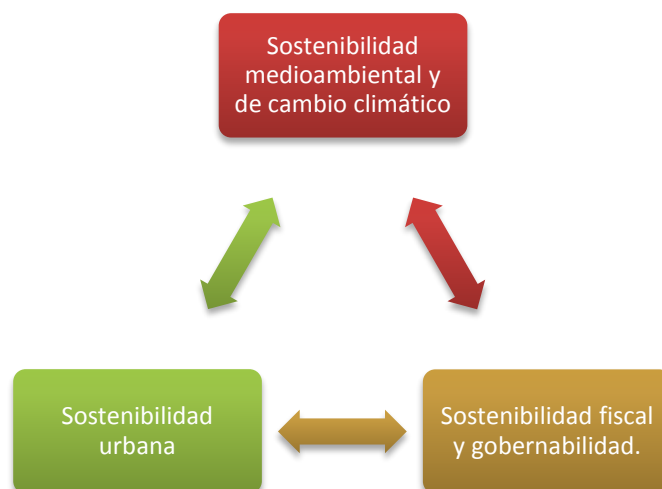 Sostenibilidad
medioambiental y
de cambio climático
Sostenibilidad
urbana
Sostenibilidad fiscal
y gobernabilidad.